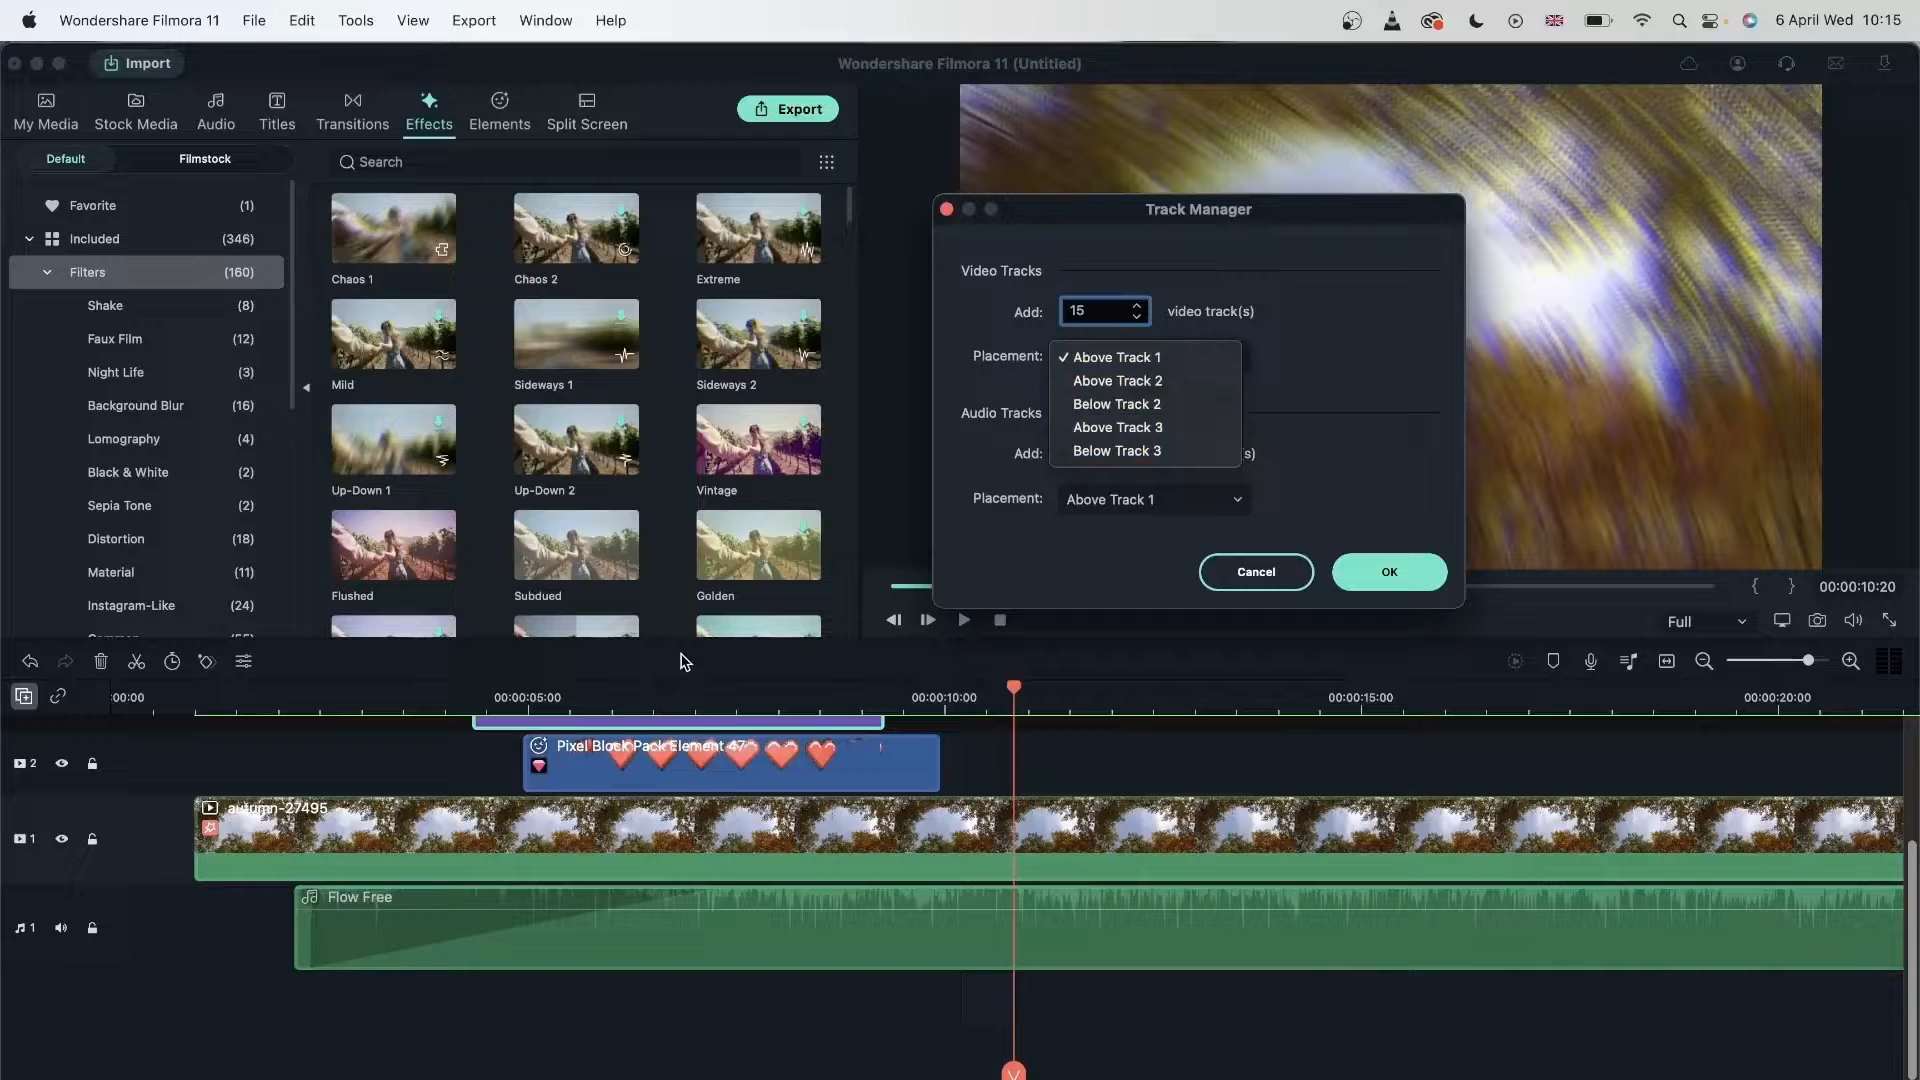 Wondershare Filmora 11 File Edit Tools View Export Window Help 6 April Wed 10:15
Import Wondershare Filmora 11 (Untitled)
My Media Stock Media Audio Titles Transitions Effects Elements Split Screen Export
Default Filmstock Search
Favorite (1)
Included (346)
Filters (160)
Shake (8)
Faux Film (12)
Night Life (3)
Background Blur (16)
Lomography (4)
Black & White (2)
Sepia Tone (2)
Distortion (18)
Material (11)
Instagram-Like (24)
Chaos 1 Chaos 2 Extreme
Mild Sideways 1 Sideways 2
Up-Down 1 Up-Down 2 Vintage
Flushed Subdued Golden
Track Manager
Video Tracks
Add: 15 video track(s)
Placement: Above Track 1
Above Track 2
Below Track 2
Above Track 3
Below Track 3
Audio Tracks
Add: s)
Placement: Above Track 1
Cancel OK
{ } 00:00:10:20
Full
:00:00 00:00:05:00 00:00:10:00 00:00:15:00 00:00:20:00
2 Pixel Block Pack Element 47
1 autumn-27495
1 Flow Free